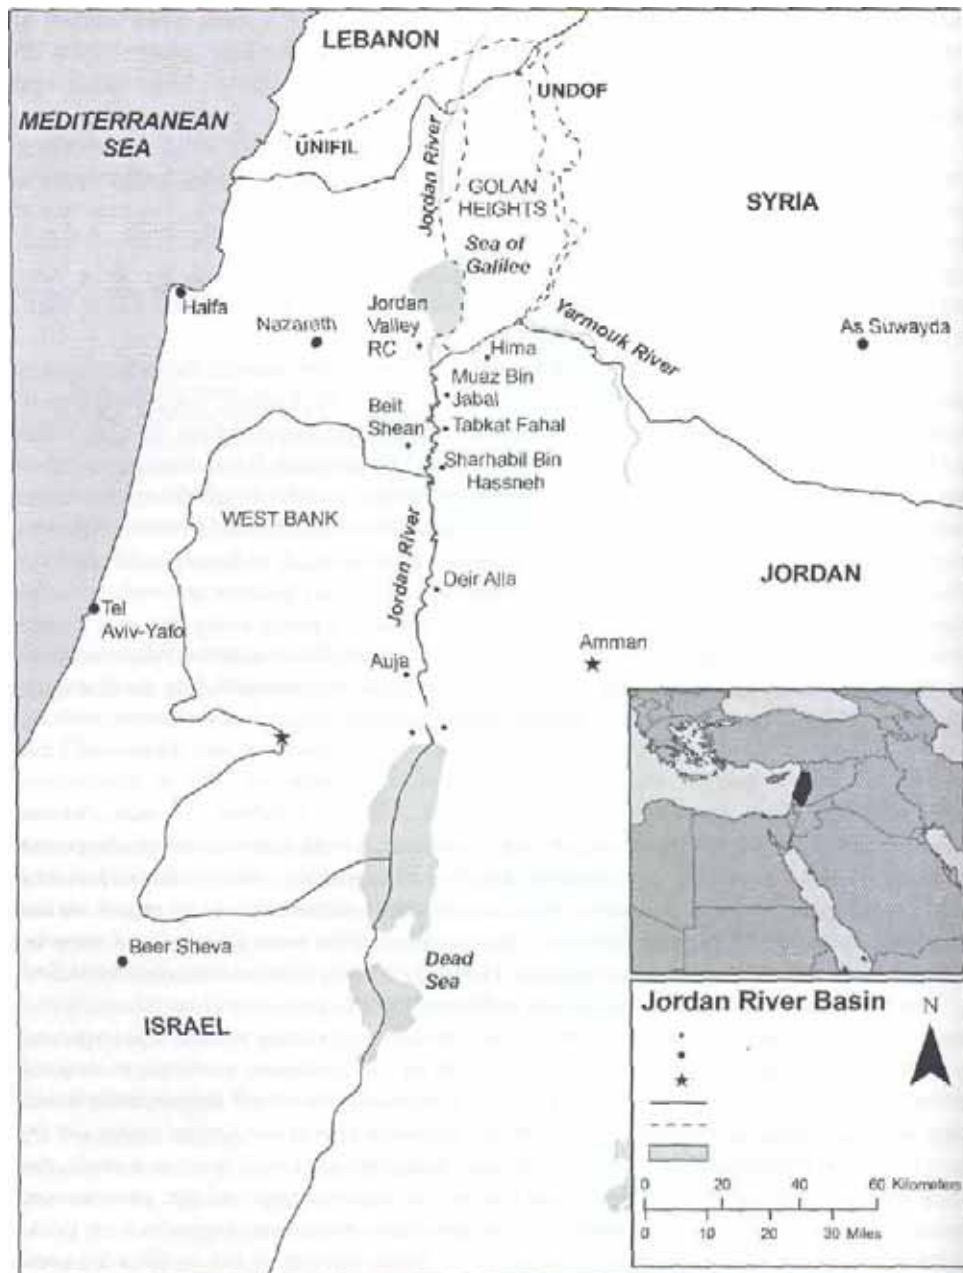 LEBANON
UNDOF
MEDITERRANEAN
SEA
UNIFIL
Jordan River
GOLAN
HEIGHTS
SYRIA
Sea of
Galilee
Haifa
Jordan
Valley
RC
Nazareth
Yarmouk River
As Suwayda
Hima
Muaz Bin
Jabal
Beit
Shean
Tabkat Fahal
Sharhabil Bin
Hassneh
WEST BANK
Jordan River
Deir Alla
JORDAN
Tel
Aviv-Yafo
Amman
Auja
Beer Sheva
Dead
Sea
ISRAEL
Jordan River Basin
N
0 20 40 60 Kilometers
0 10 20 30 Miles